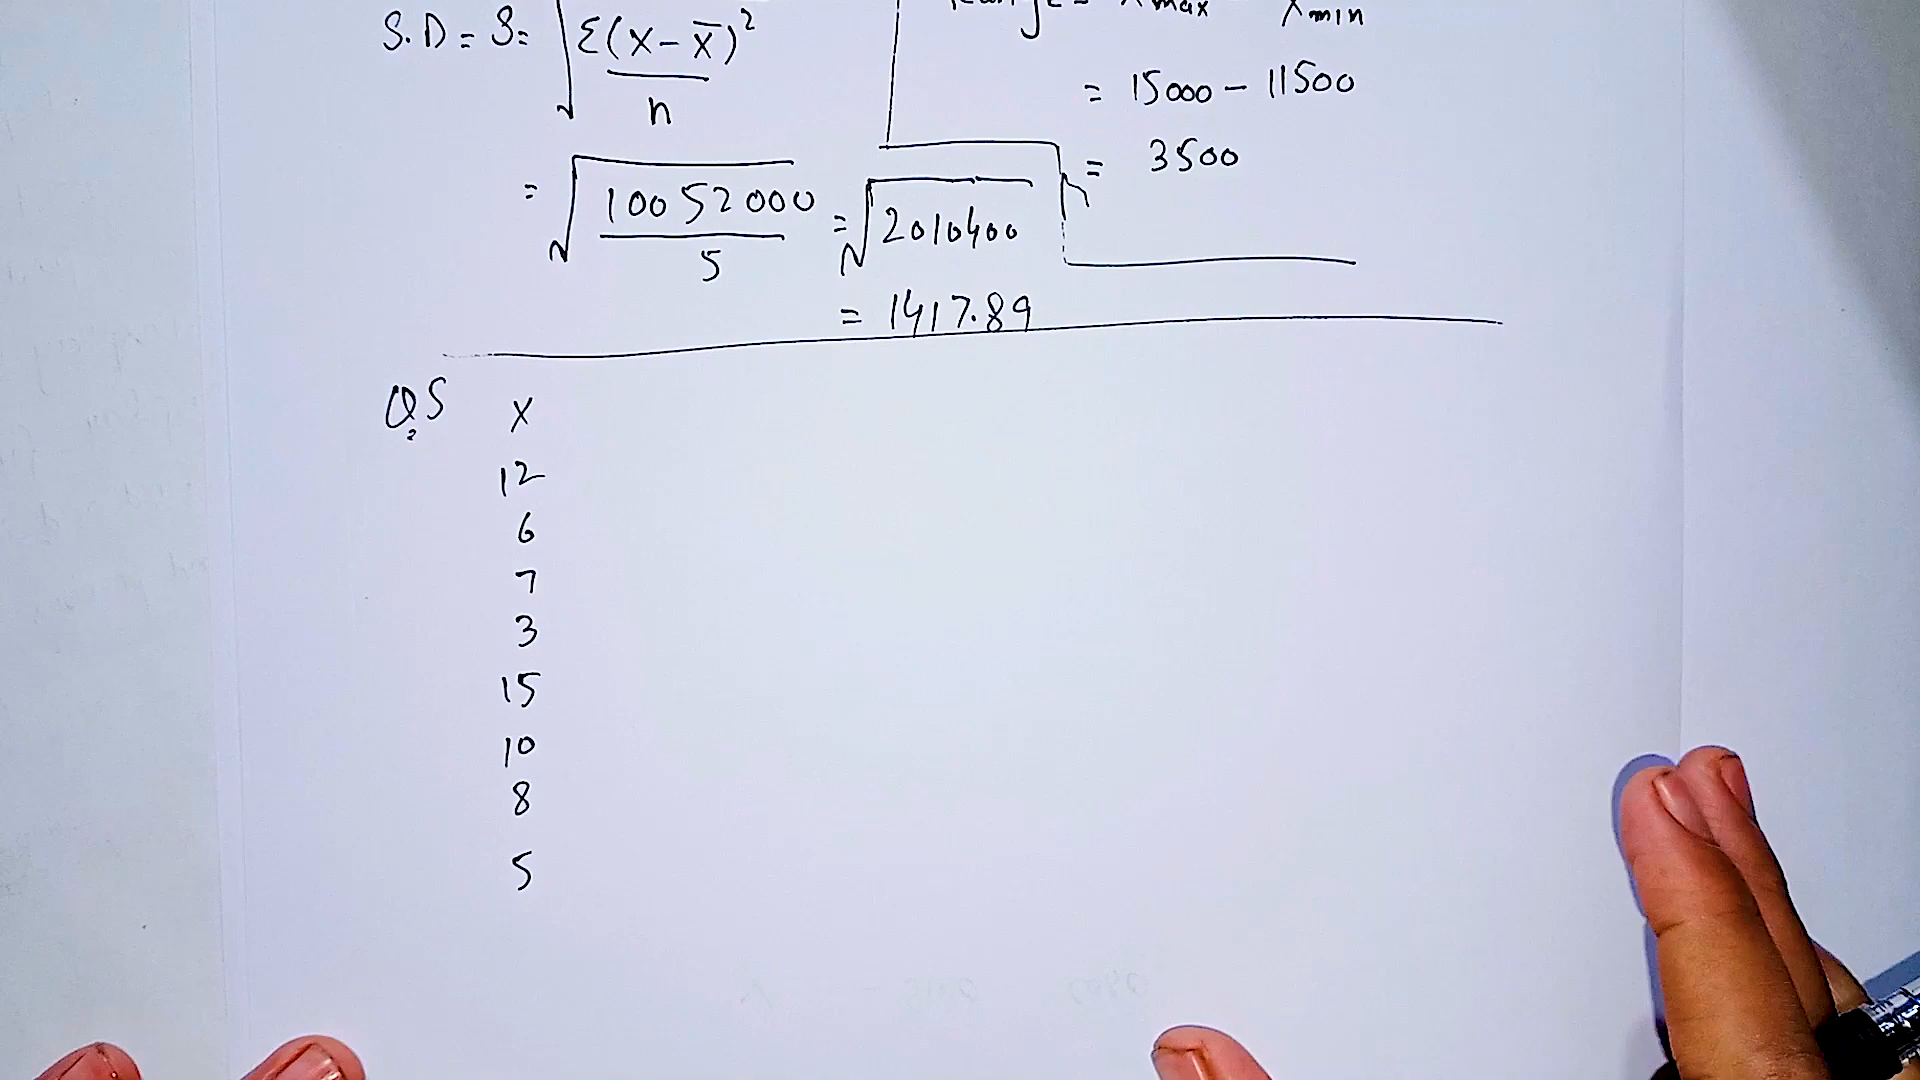 S.D = S = √Σ(x-x̄)²/n
Range = Xmax - Xmin
= 15000 - 11500
= 3500
= √10052000/5 = √2010400
= 1417.89
Q5 X
12
6
7
3
15
10
8
5